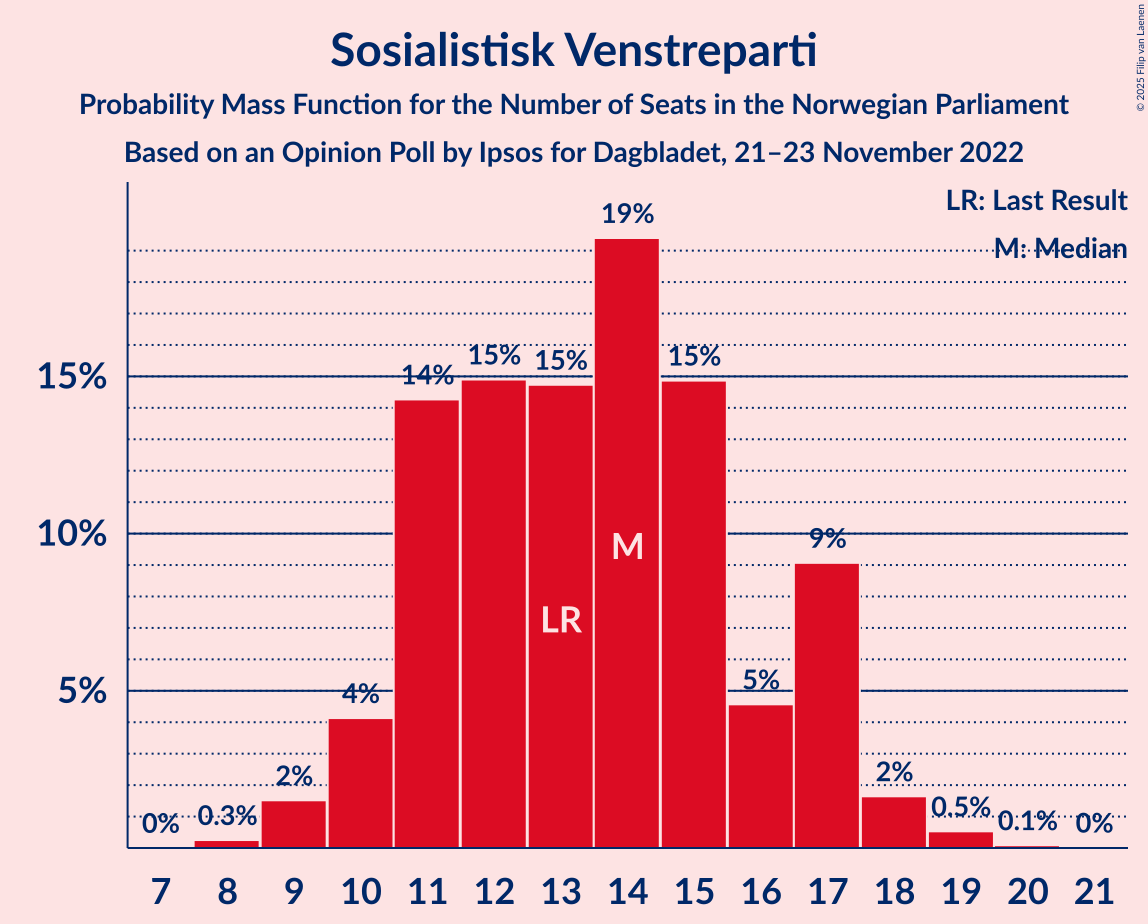 Sosialistisk Venstreparti
Probability Mass Function for the Number of Seats in the Norwegian Parliament
Based on an Opinion Poll by Ipsos for Dagbladet, 21–23 November 2022
© 2025 Filip van Laenen
LR: Last Result
M: Median
15%
10%
5%
0%
0.3%
2%
4%
14%
15%
15%
19%
15%
5%
9%
2%
0.5%
0.1%
0%
LR
M
7 8 9 10 11 12 13 14 15 16 17 18 19 20 21